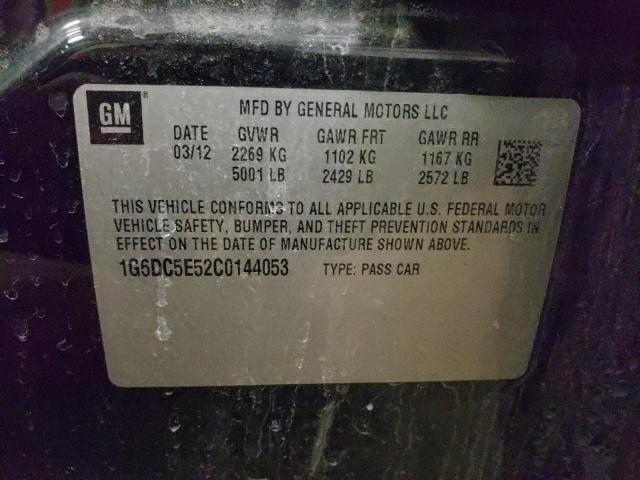 GM ®
MFD BY GENERAL MOTORS LLC
DATE GVWR GAWR FRT GAWR RR
03/12 2269 KG 1102 KG 1167 KG
5001 LB 2429 LB 2572 LB
THIS VEHICLE CONFORMS TO ALL APPLICABLE U.S. FEDERAL MOTOR
VEHICLE SAFETY, BUMPER, AND THEFT PREVENTION STANDARDS IN
EFFECT ON THE DATE OF MANUFACTURE SHOWN ABOVE.
1G6DC5E52C0144053 TYPE: PASS CAR